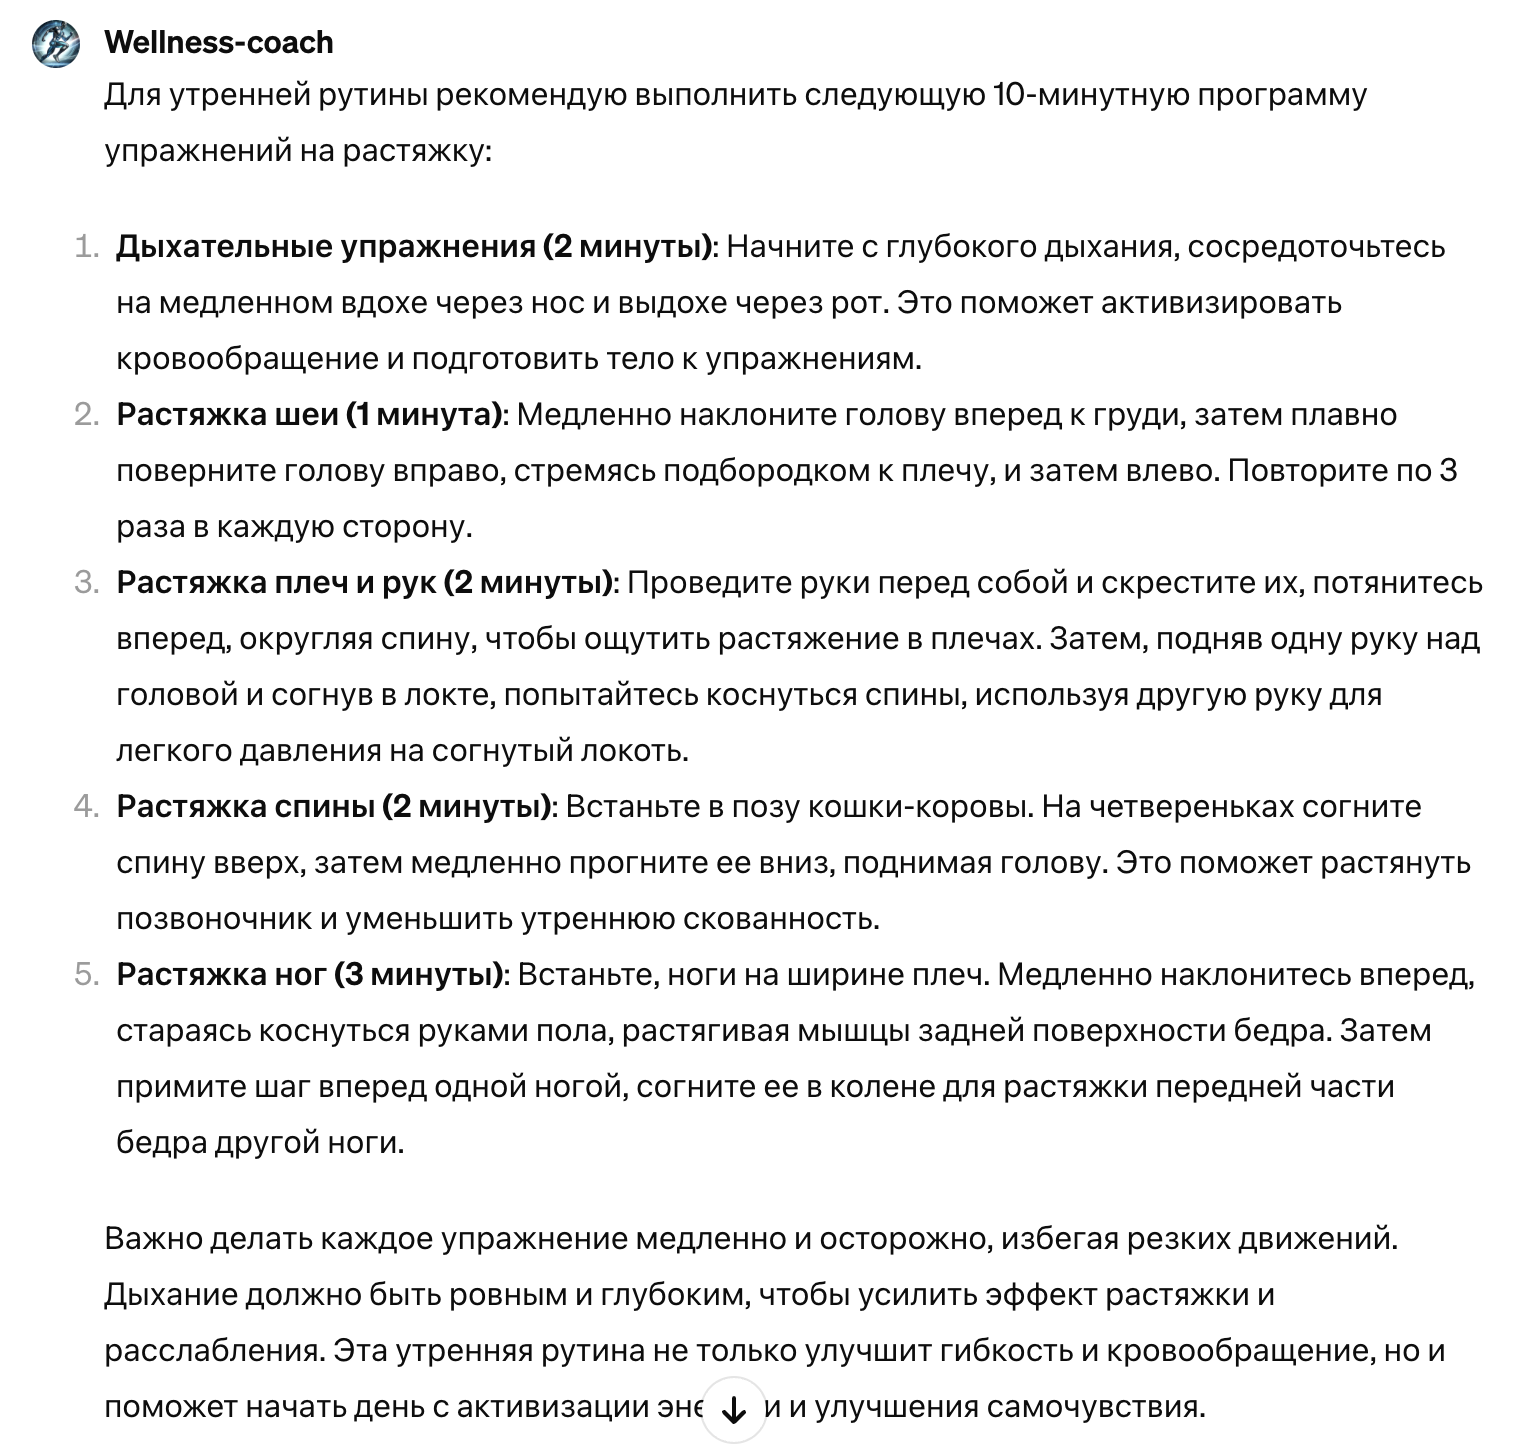 Wellness-coach
Для утренней рутины рекомендую выполнить следующую 10-минутную программу
упражнений на растяжку:
1. Дыхательные упражнения (2 минуты): Начните с глубокого дыхания, сосредоточьтесь
на медленном вдохе через нос и выдохе через рот. Это поможет активизировать
кровообращение и подготовить тело к упражнениям.
2. Растяжка шеи (1 минута): Медленно наклоните голову вперед к груди, затем плавно
поверните голову вправо, стремясь подбородком к плечу, и затем влево. Повторите по 3
раза в каждую сторону.
3. Растяжка плеч и рук (2 минуты): Проведите руки перед собой и скрестите их, потянитесь
вперед, округляя спину, чтобы ощутить растяжение в плечах. Затем, подняв одну руку над
головой и согнув в локте, попытайтесь коснуться спины, используя другую руку для
легкого давления на согнутый локоть.
4. Растяжка спины (2 минуты): Встаньте в позу кошки-коровы. На четвереньках согните
спину вверх, затем медленно прогните ее вниз, поднимая голову. Это поможет растянуть
позвоночник и уменьшить утреннюю скованность.
5. Растяжка ног (3 минуты): Встаньте, ноги на ширине плеч. Медленно наклонитесь вперед,
стараясь коснуться руками пола, растягивая мышцы задней поверхности бедра. Затем
примите шаг вперед одной ногой, согните ее в колене для растяжки передней части
бедра другой ноги.
Важно делать каждое упражнение медленно и осторожно, избегая резких движений.
Дыхание должно быть ровным и глубоким, чтобы усилить эффект растяжки и
расслабления. Эта утренняя рутина не только улучшит гибкость и кровообращение, но и
поможет начать день с активизации и улучшения самочувствия.